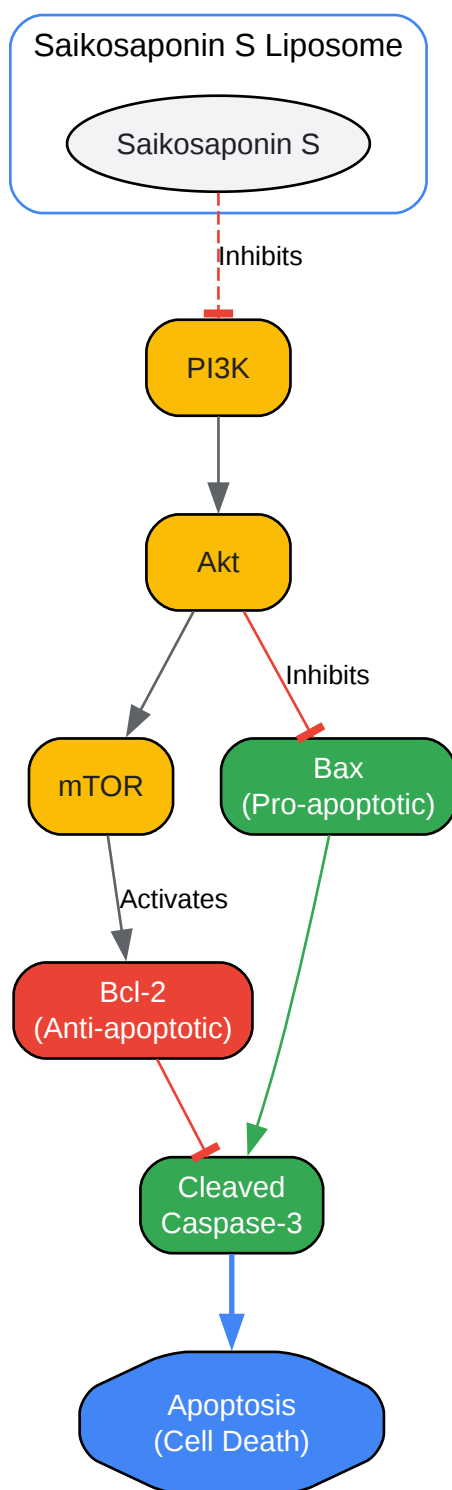 Saikosaponin S Liposome
Saikosaponin S
Inhibits
PI3K
Akt
Inhibits
mTOR
Bax
(Pro-apoptotic)
Activates
Bcl-2
(Anti-apoptotic)
Cleaved
Caspase-3
Apoptosis
(Cell Death)